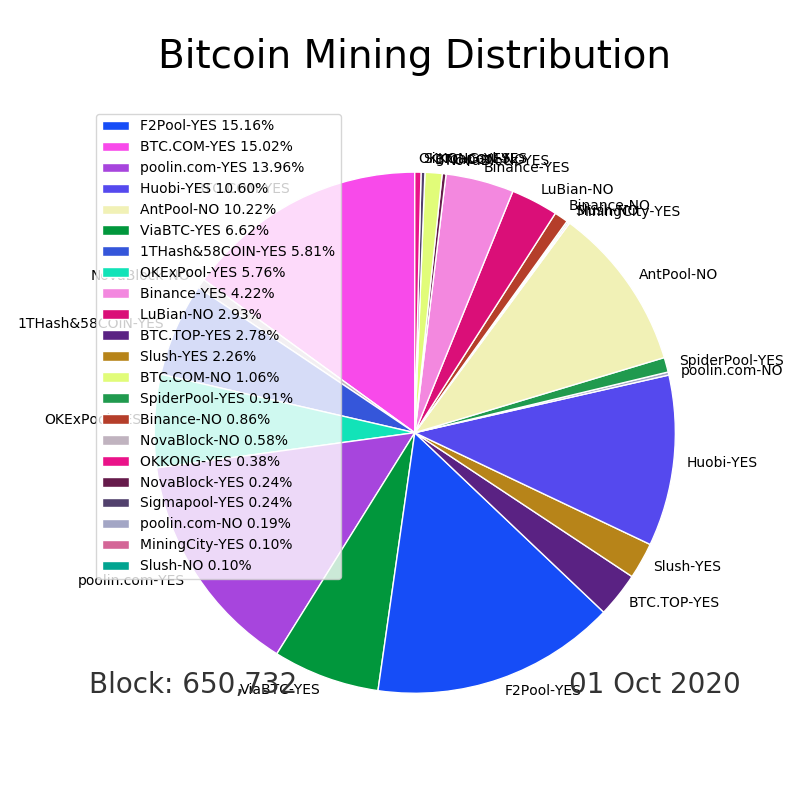 Bitcoin Mining Distribution
F2Pool-YES 15.16%
BTC.COM-YES 15.02%
poolin.com-YES 13.96%
Huobi-YES 10.60%
AntPool-NO 10.22%
ViaBTC-YES 6.62%
1THash&58COIN-YES 5.81%
OKExPool-YES 5.76%
Binance-YES 4.22%
LuBian-NO 2.93%
BTC.TOP-YES 2.78%
Slush-YES 2.26%
BTC.COM-NO 1.06%
SpiderPool-YES 0.91%
Binance-NO 0.86%
NovaBlock-NO 0.58%
OKKONG-YES 0.38%
NovaBlock-YES 0.24%
Sigmapool-YES 0.24%
poolin.com-NO 0.19%
MiningCity-YES 0.10%
Slush-NO 0.10%
Binance-YES
LuBian-NO
Binance-NO
Slush-NO
MiningCity-YES
AntPool-NO
SpiderPool-YES
poolin.com-NO
Huobi-YES
Slush-YES
BTC.TOP-YES
F2Pool-YES
ViaBTC-YES
poolin.com-YES
1THash&58COIN-YES
Block: 650,732
01 Oct 2020